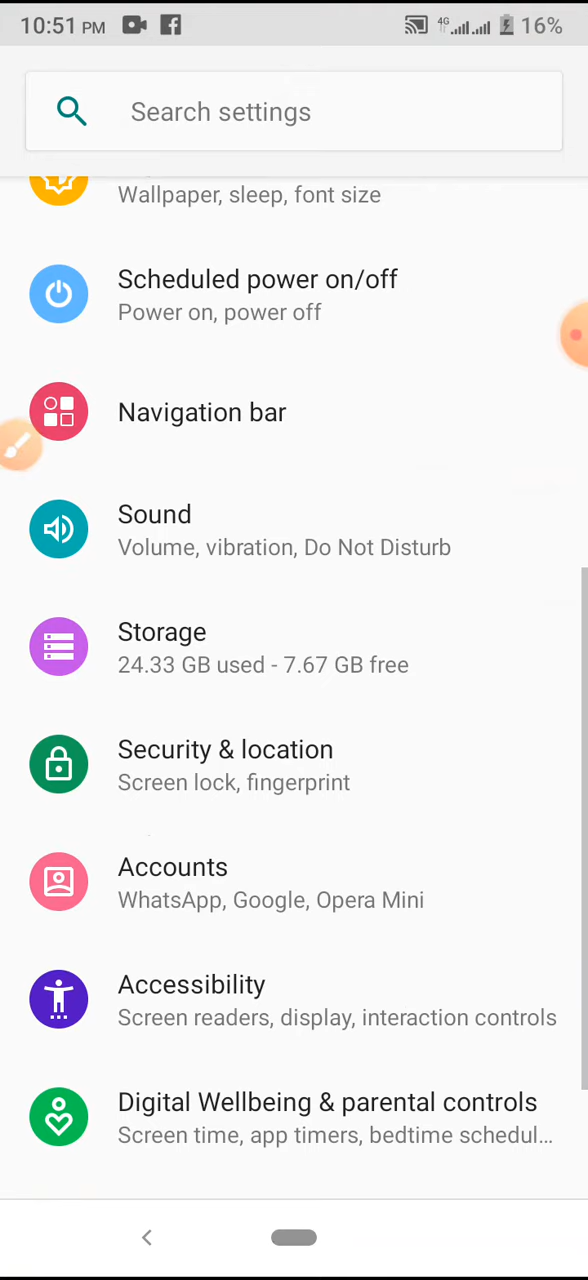 10:51 PM 4G 16%
Search settings
Wallpaper, sleep, font size
Scheduled power on/off
Power on, power off
Navigation bar
Sound
Volume, vibration, Do Not Disturb
Storage
24.33 GB used - 7.67 GB free
Security & location
Screen lock, fingerprint
Accounts
WhatsApp, Google, Opera Mini
Accessibility
Screen readers, display, interaction controls
Digital Wellbeing & parental controls
Screen time, app timers, bedtime schedul...